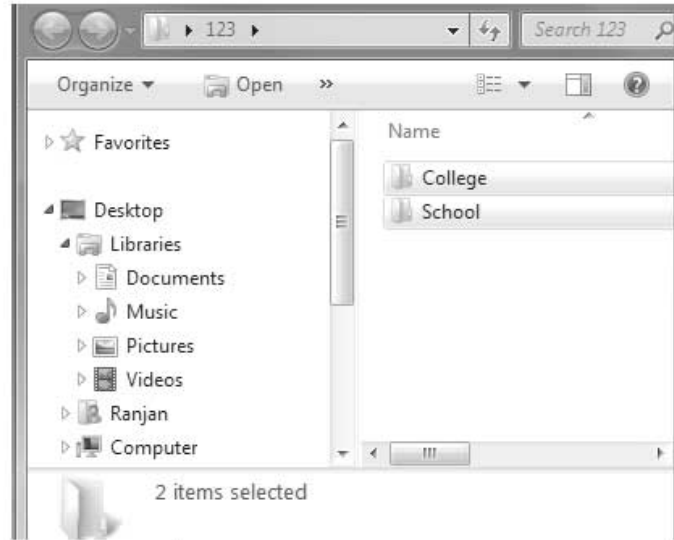 123
Search 123
Organize
Open
»
Favorites
Desktop
Libraries
Documents
Music
Pictures
Videos
Ranjan
Computer
Name
College
School
2 items selected